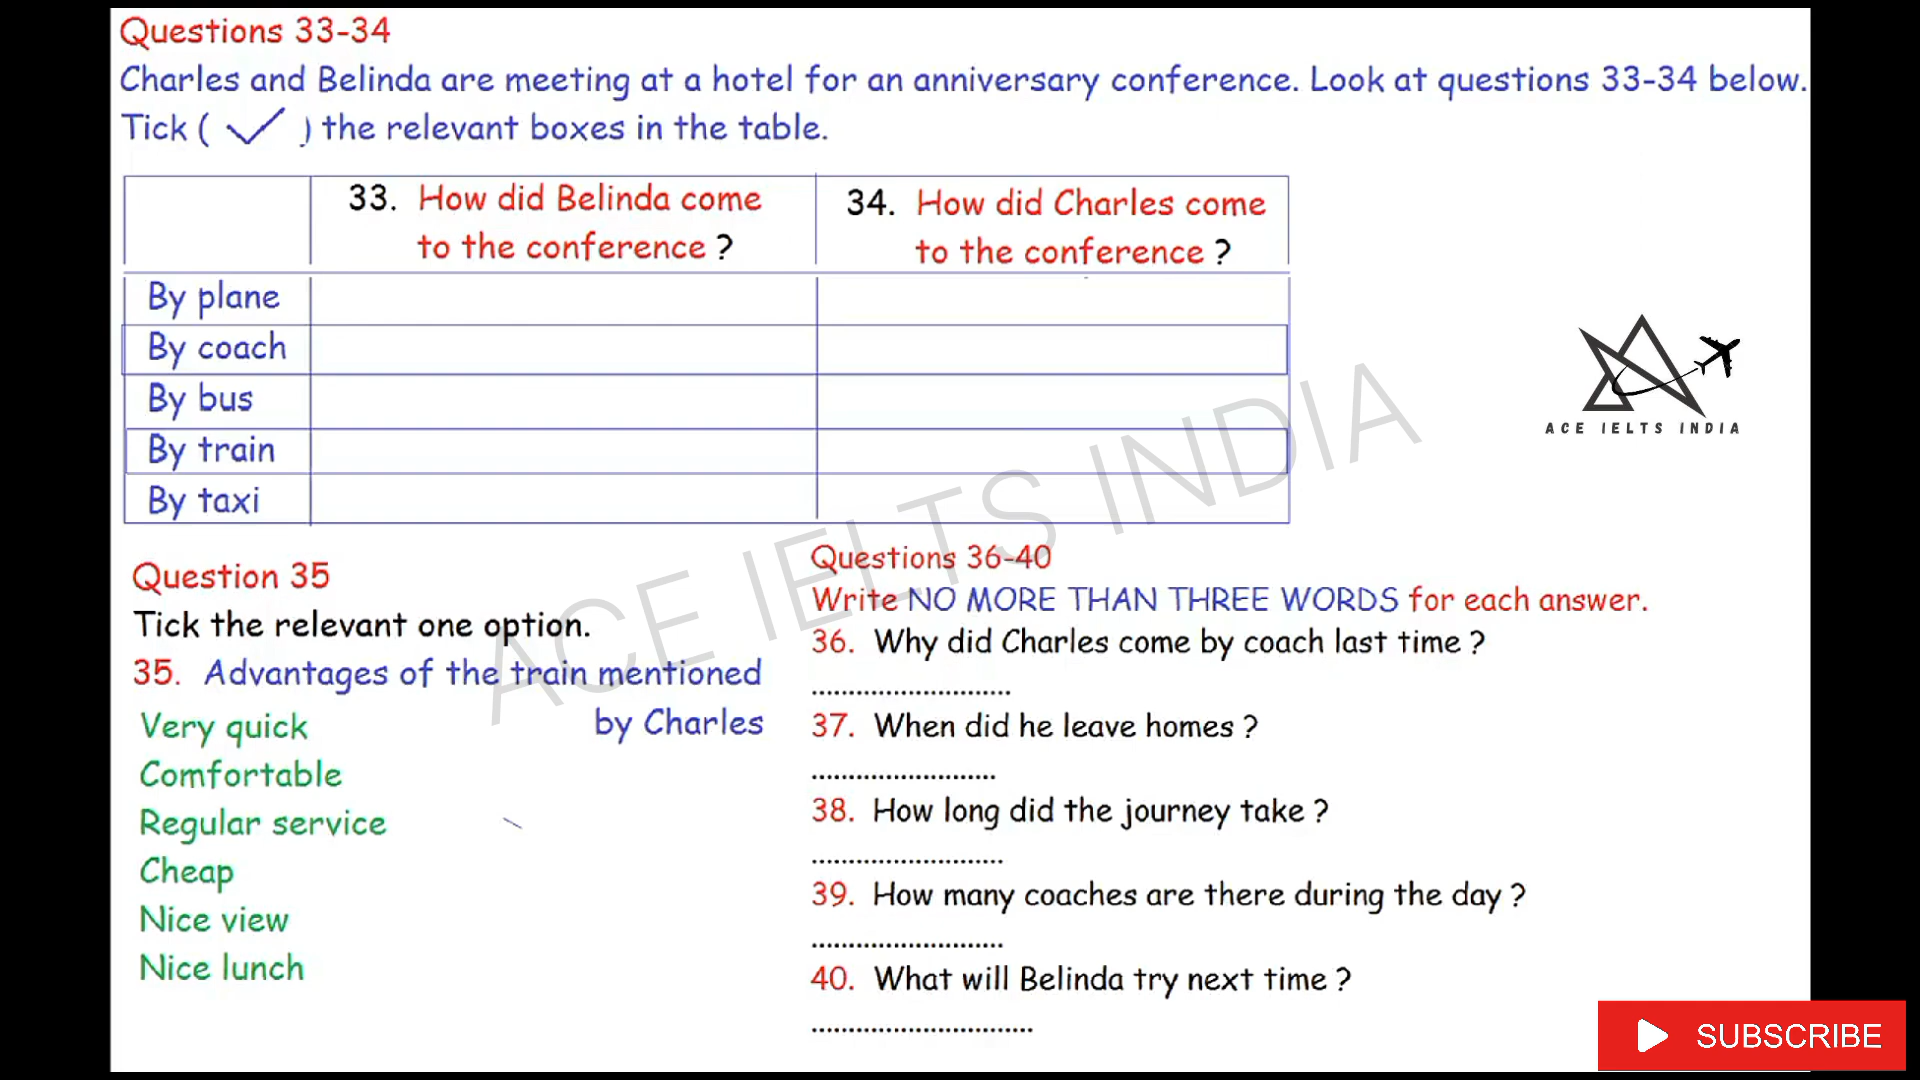 Questions 33-34
Charles and Belinda are meeting at a hotel for an anniversary conference. Look at questions 33-34 below.
Tick ( ✓ ) the relevant boxes in the table.
33. How did Belinda come
to the conference ?
34. How did Charles come
to the conference ?
By plane
By coach
By bus
By train
By taxi
ACE IELTS INDIA
ACE IELTS INDIA
Question 35
Tick the relevant one option.
35. Advantages of the train mentioned
by Charles
Very quick
Comfortable
Regular service
Cheap
Nice view
Nice lunch
Questions 36-40
Write NO MORE THAN THREE WORDS for each answer.
36. Why did Charles come by coach last time ?
...........................
37. When did he leave homes ?
.........................
38. How long did the journey take ?
..........................
39. How many coaches are there during the day ?
..........................
40. What will Belinda try next time ?
..............................
SUBSCRIBE